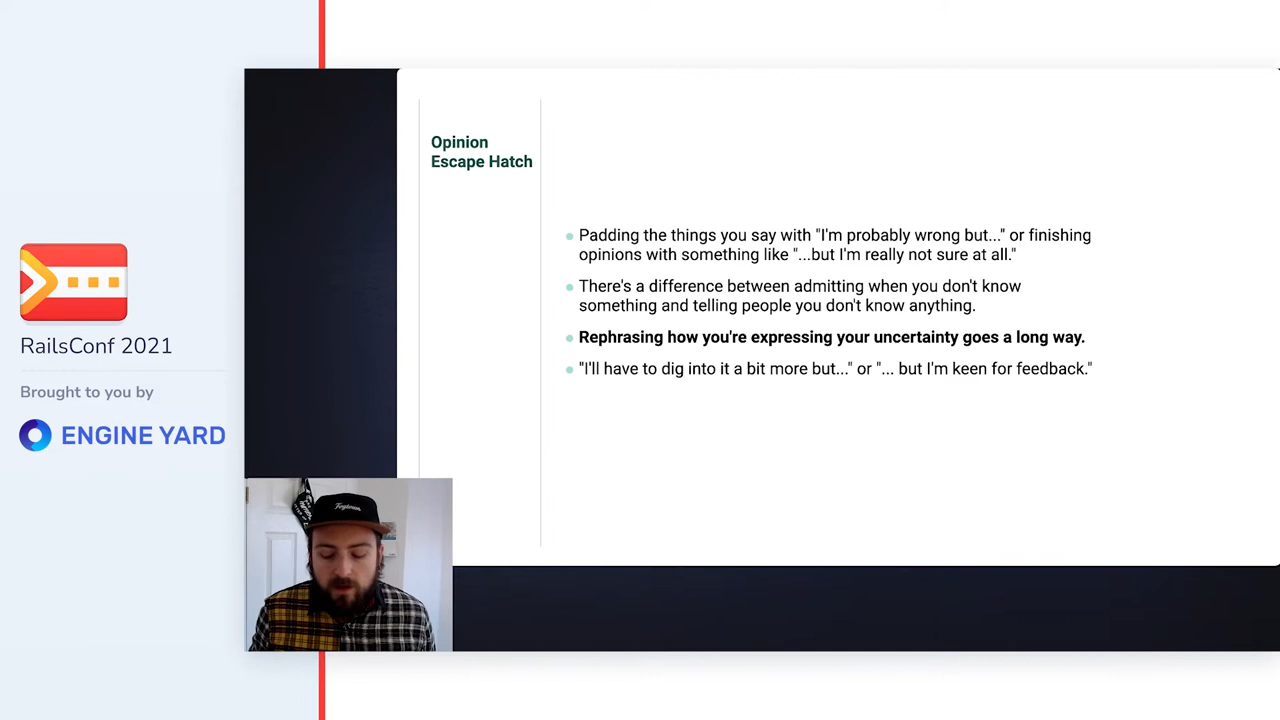 Opinion
Escape Hatch
Padding the things you say with "I'm probably wrong but..." or finishing
opinions with something like "...but I'm really not sure at all."
There's a difference between admitting when you don't know
something and telling people you don't know anything.
Rephrasing how you're expressing your uncertainty goes a long way.
"I'll have to dig into it a bit more but..." or "... but I'm keen for feedback."
RailsConf 2021
Brought to you by
ENGINE YARD